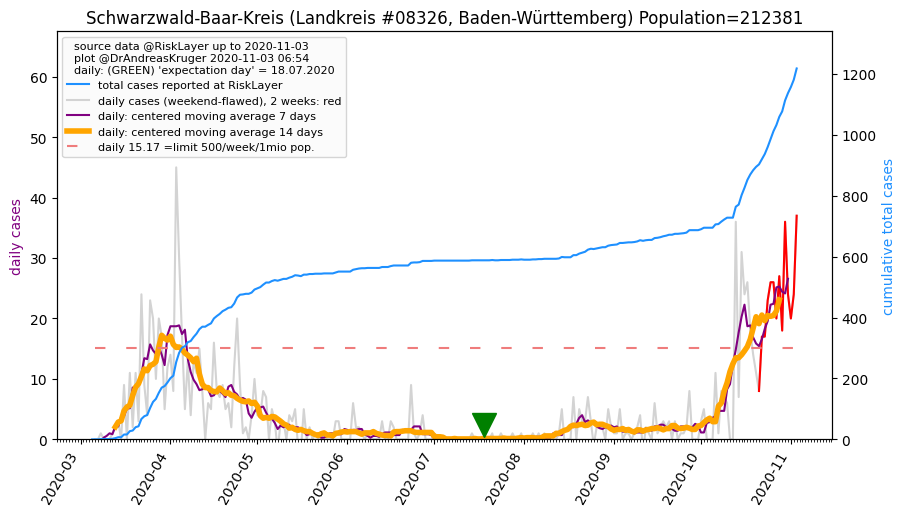 Schwarzwald-Baar-Kreis (Landkreis #08326, Baden-Württemberg) Population=212381
source data @RiskLayer up to 2020-11-03
plot @DrAndreasKruger 2020-11-03 06:54
daily: (GREEN) 'expectation day' = 18.07.2020
total cases reported at RiskLayer
daily cases (weekend-flawed), 2 weeks: red
daily: centered moving average 7 days
daily: centered moving average 14 days
daily 15.17 =limit 500/week/1mio pop.
daily cases
60
50
40
30
20
10
0
cumulative total cases
1200
1000
800
600
400
200
0
2020-03
2020-04
2020-05
2020-06
2020-07
2020-08
2020-09
2020-10
2020-11